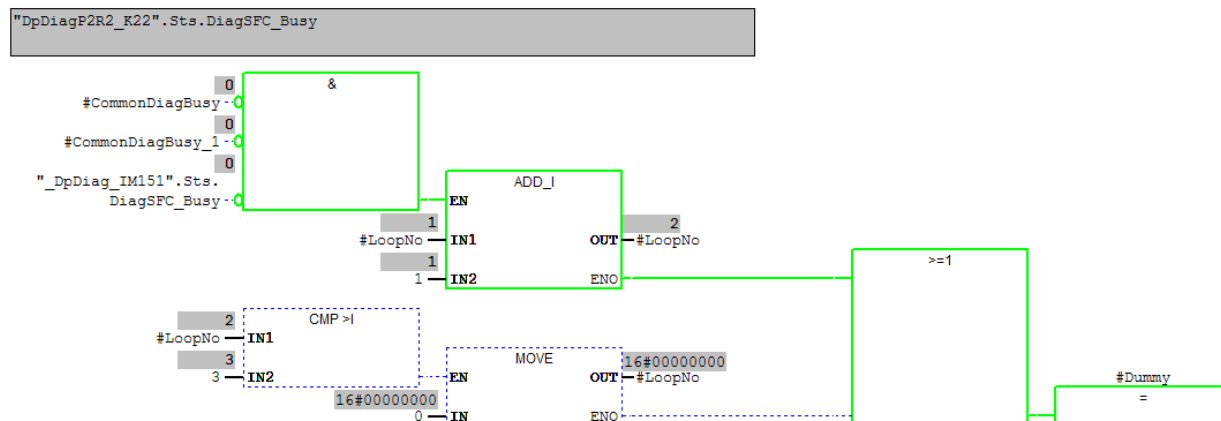 "DpDiagP2R2_K22".Sts.DiagSFC_Busy
0
&
#CommonDiagBusy
0
#CommonDiagBusy_1
0
"_DpDiag_IM151".Sts.
DiagSFC_Busy
ADD_I
EN
1
2
#LoopNo
IN1
OUT
#LoopNo
1
1
IN2
ENO
>=1
2
CMP >I
#LoopNo
IN1
3
MOVE
16#00000000
3
IN2
EN
OUT
#LoopNo
#Dummy
16#00000000
=
0
IN
ENO